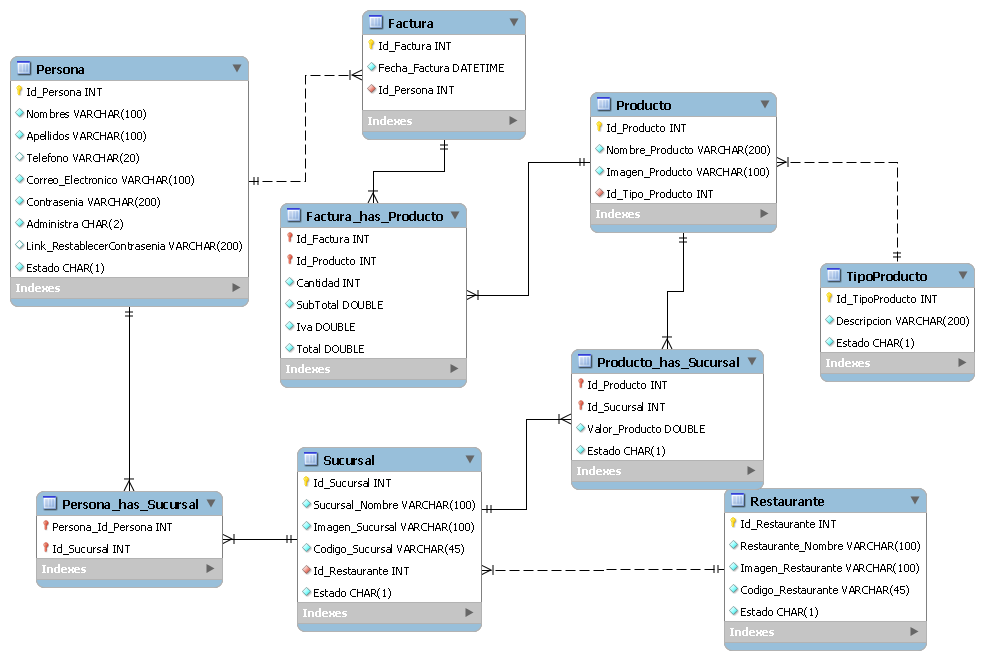 Factura
Id_Factura INT
Fecha_Factura DATETIME
Id_Persona INT
Indexes
Persona
Id_Persona INT
Nombres VARCHAR(100)
Apellidos VARCHAR(100)
Telefono VARCHAR(20)
Correo_Electronico VARCHAR(100)
Contrasenia VARCHAR(200)
Administra CHAR(2)
Link_RestablecerContrasenia VARCHAR(200)
Estado CHAR(1)
Indexes
Producto
Id_Producto INT
Nombre_Producto VARCHAR(200)
Imagen_Producto VARCHAR(100)
Id_Tipo_Producto INT
Indexes
Factura_has_Producto
Id_Factura INT
Id_Producto INT
Cantidad INT
SubTotal DOUBLE
Iva DOUBLE
Total DOUBLE
Indexes
TipoProducto
Id_TipoProducto INT
Descripcion VARCHAR(200)
Estado CHAR(1)
Indexes
Producto_has_Sucursal
Id_Producto INT
Id_Sucursal INT
Valor_Producto DOUBLE
Estado CHAR(1)
Indexes
Sucursal
Id_Sucursal INT
Sucursal_Nombre VARCHAR(100)
Imagen_Sucursal VARCHAR(100)
Codigo_Sucursal VARCHAR(45)
Id_Restaurante INT
Estado CHAR(1)
Indexes
Persona_has_Sucursal
Persona_Id_Persona INT
Id_Sucursal INT
Indexes
Restaurante
Id_Restaurante INT
Restaurante_Nombre VARCHAR(100)
Imagen_Restaurante VARCHAR(100)
Codigo_Restaurante VARCHAR(45)
Estado CHAR(1)
Indexes